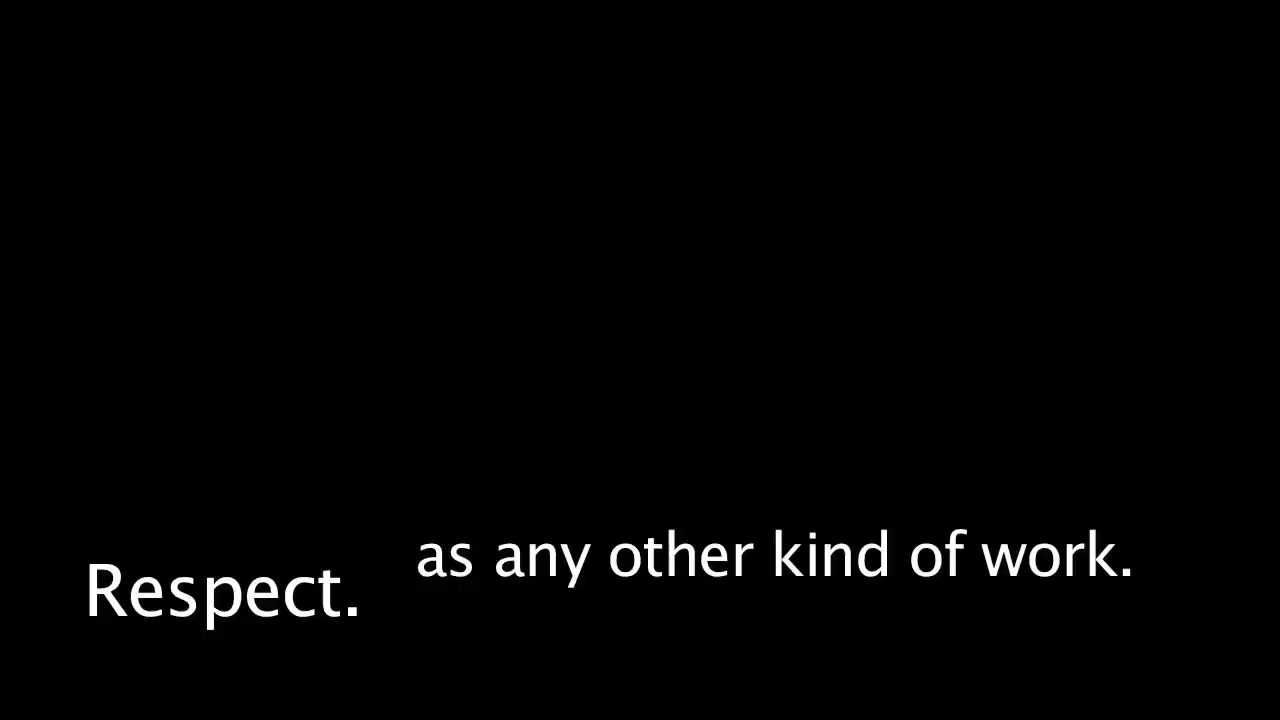 as any other kind of work.
Respect.